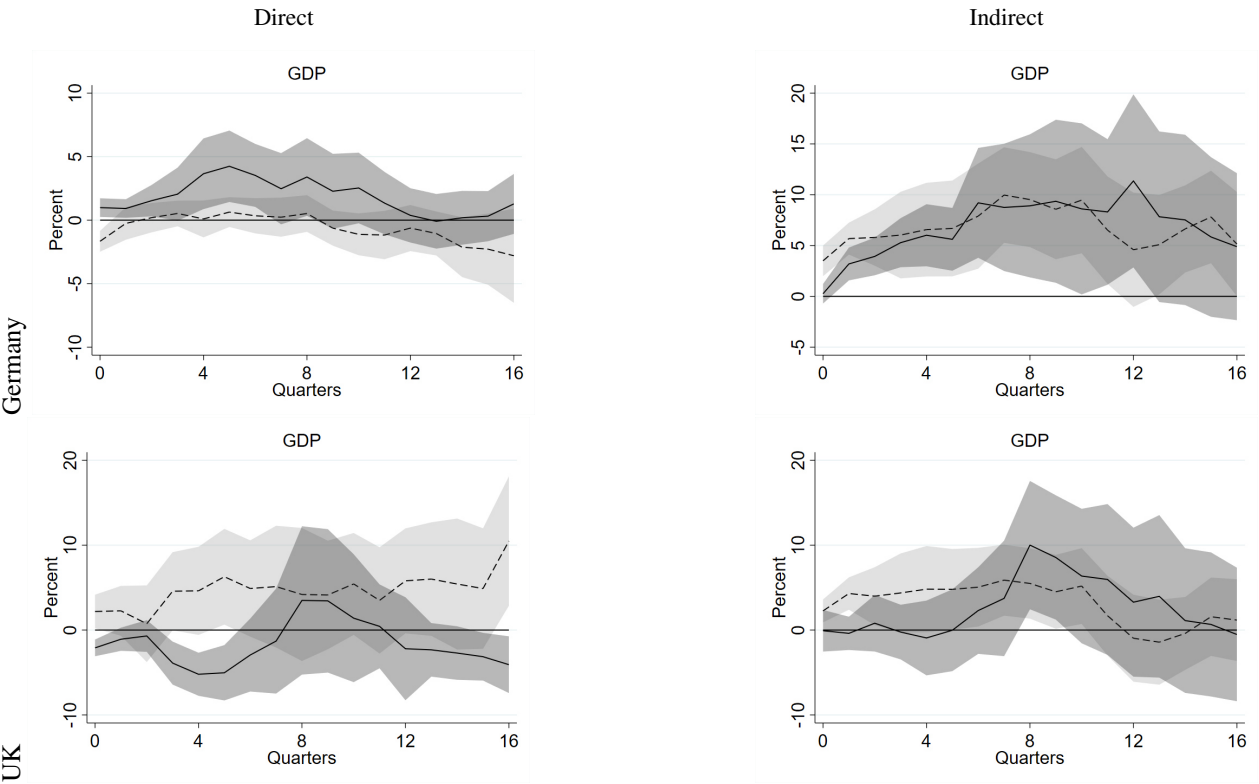 Direct
Indirect
Germany
GDP
Percent
10
5
0
-5
-10
0 4 8 12 16
Quarters
GDP
Percent
20
15
10
5
0
-5
0 4 8 12 16
Quarters
UK
GDP
Percent
20
10
0
-10
0 4 8 12 16
Quarters
GDP
Percent
20
10
0
-10
0 4 8 12 16
Quarters